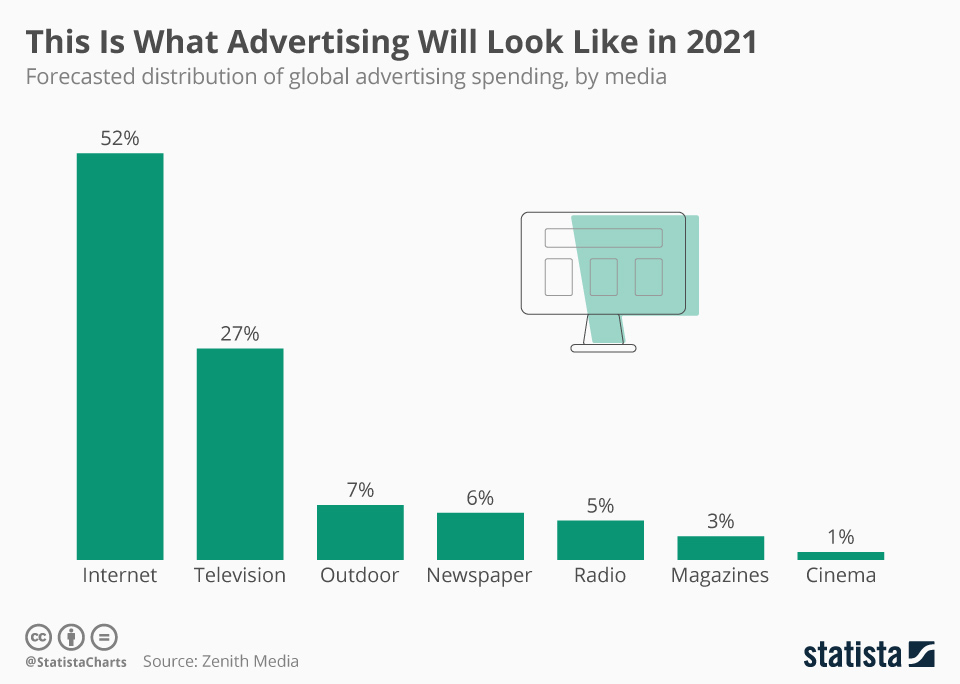 This Is What Advertising Will Look Like in 2021
Forecasted distribution of global advertising spending, by media
52%
27%
7%
6%
5%
3%
1%
Internet
Television
Outdoor
Newspaper
Radio
Magazines
Cinema
cc
@StatistaCharts Source: Zenith Media
statista